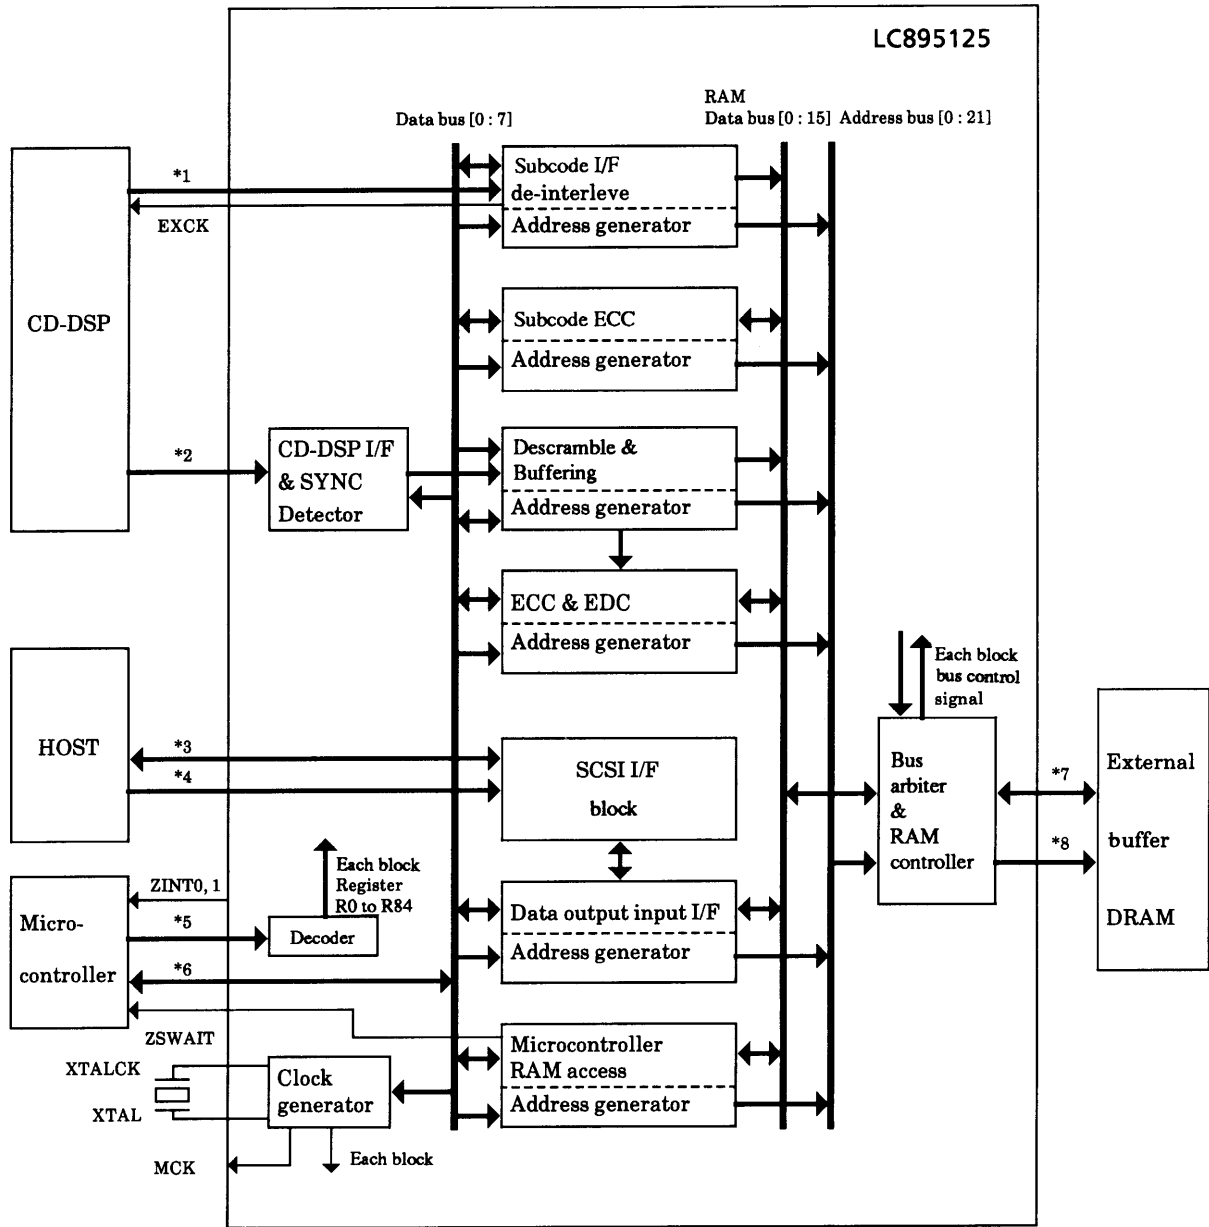 LC895125
RAM
Data bus [0 : 7]
Data bus [0 : 15]
Address bus [0 : 21]
CD-DSP
*1
EXCK
Subcode I/F
de-interleve
Address generator
Subcode ECC
Address generator
*2
CD-DSP I/F
& SYNC
Detector
Descramble &
Buffering
Address generator
ECC & EDC
Address generator
Each block
bus control
signal
HOST
*3
*4
SCSI I/F
block
Bus
arbiter
&
RAM
controller
*7
*8
External
buffer
DRAM
Micro-
controller
ZINT0, 1
*5
*6
Each block
Register
R0 to R84
Decoder
Data output input I/F
Address generator
ZSWAIT
Microcontroller
RAM access
Address generator
XTALCK
XTAL
Clock
generator
MCK
Each block